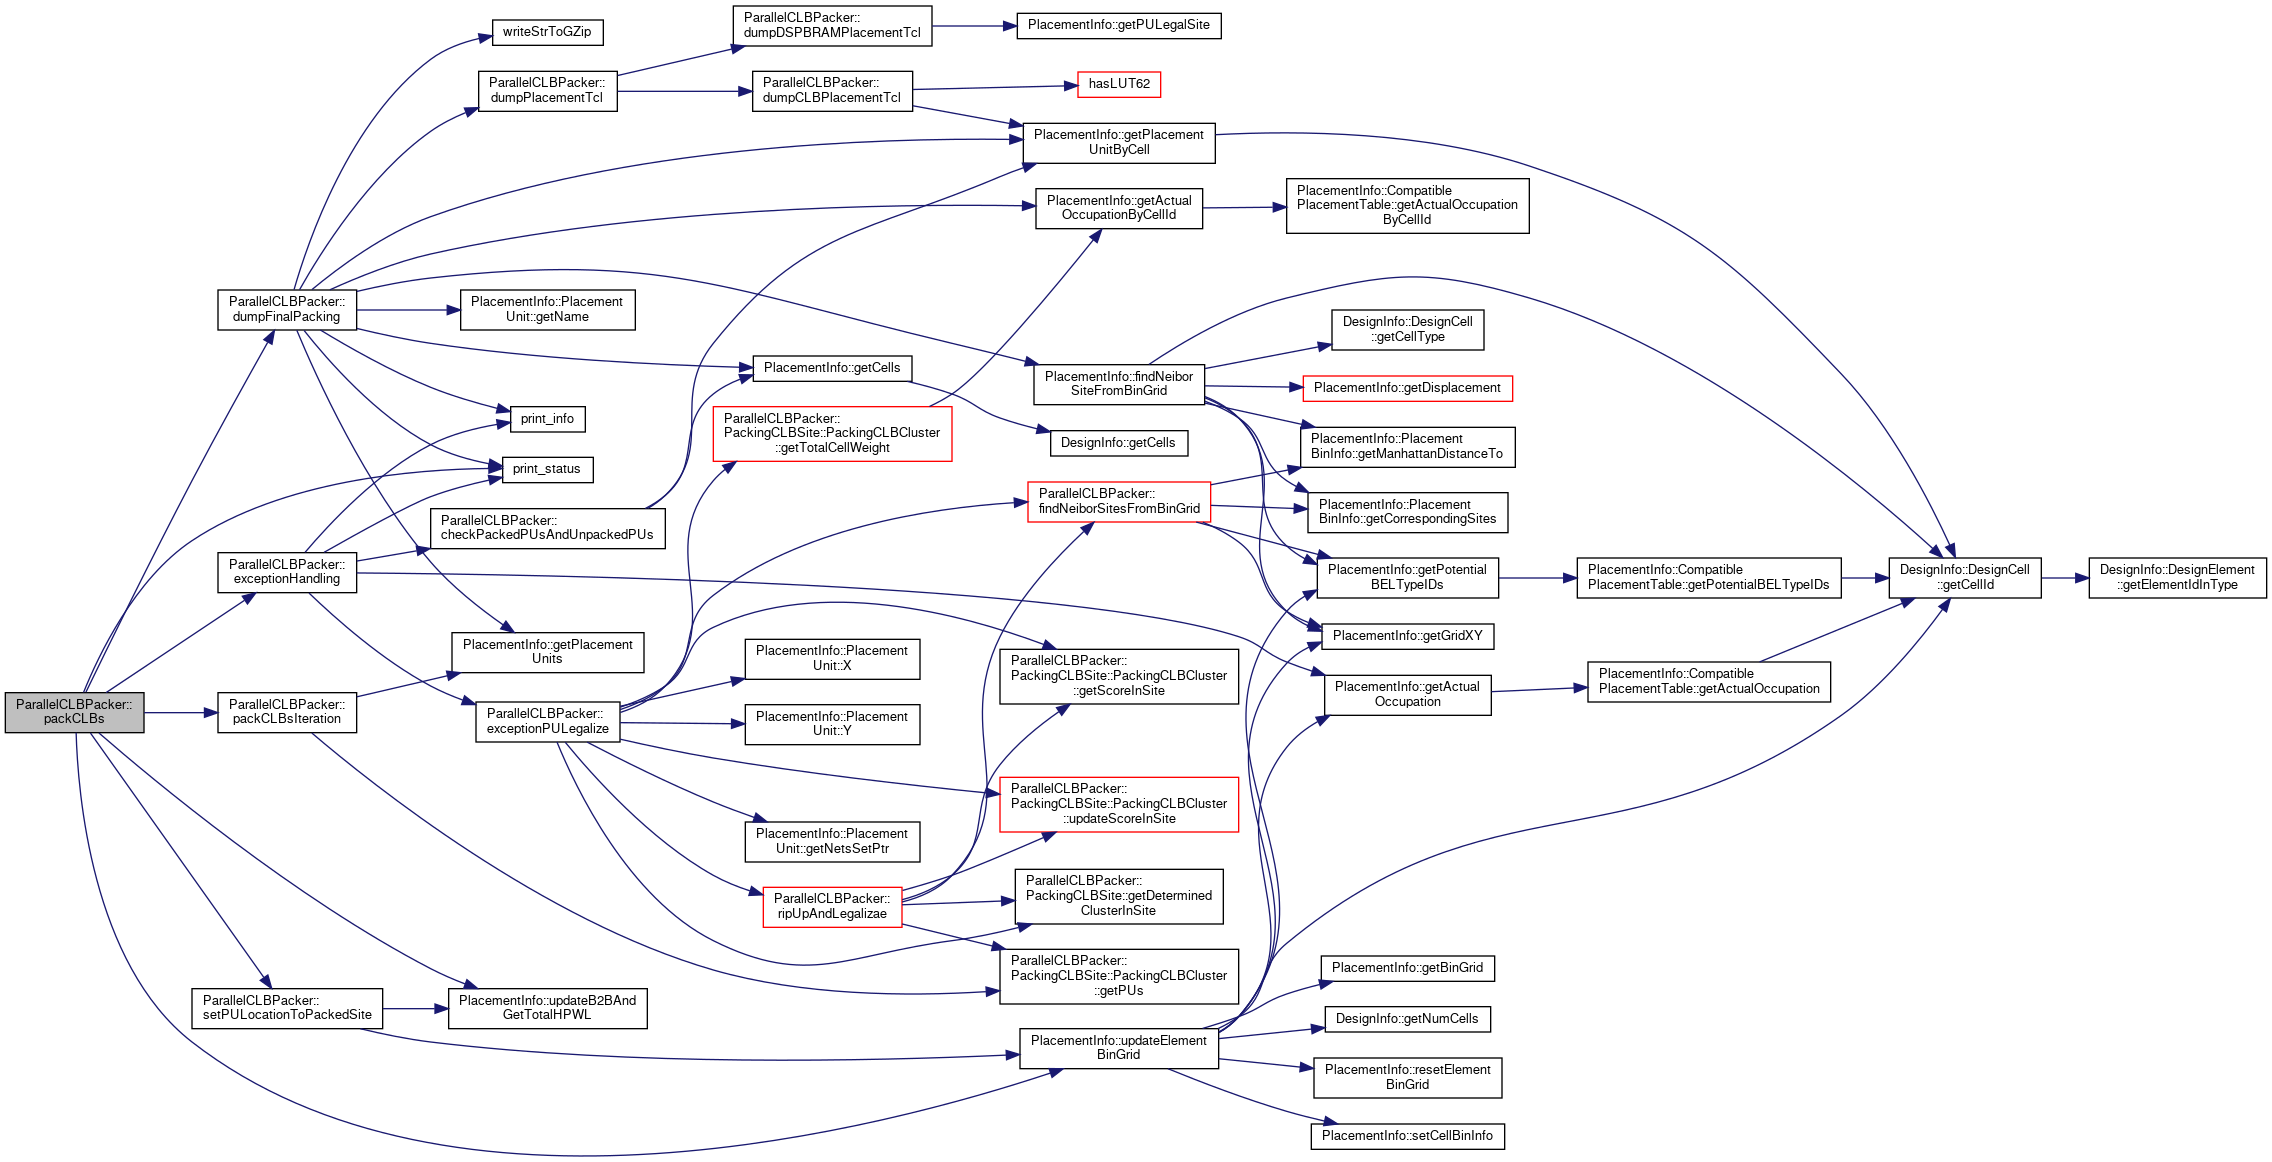 ParallelCLBPacker::
packCLBs
ParallelCLBPacker::
dumpFinalPacking
ParallelCLBPacker::
exceptionHandling
ParallelCLBPacker::
packCLBsIteration
ParallelCLBPacker::
setPULocationToPackedSite
writeStrToGZip
ParallelCLBPacker::
dumpPlacementTcl
PlacementInfo::Placement
Unit::getName
print_info
print_status
ParallelCLBPacker::
checkPackedPUsAndUnpackedPUs
PlacementInfo::getPlacement
Units
ParallelCLBPacker::
exceptionPULegalize
PlacementInfo::updateB2BAnd
GetTotalHPWL
ParallelCLBPacker::
dumpDSPBRAMPlacementTcl
ParallelCLBPacker::
dumpCLBPlacementTcl
PlacementInfo::getCells
ParallelCLBPacker::
PackingCLBSite::PackingCLBCluster
::getTotalCellWeight
PlacementInfo::Placement
Unit::X
PlacementInfo::Placement
Unit::Y
PlacementInfo::Placement
Unit::getNetsSetPtr
ParallelCLBPacker::
ripUpAndLegalizae
PlacementInfo::getPULegalSite
hasLUT62
PlacementInfo::getPlacement
UnitByCell
PlacementInfo::getActual
OccupationByCellId
PlacementInfo::findNeibor
SiteFromBinGrid
DesignInfo::getCells
ParallelCLBPacker::
findNeiborSitesFromBinGrid
ParallelCLBPacker::
PackingCLBSite::PackingCLBCluster
::getScoreInSite
ParallelCLBPacker::
PackingCLBSite::PackingCLBCluster
::updateScoreInSite
ParallelCLBPacker::
PackingCLBSite::getDetermined
ClusterInSite
ParallelCLBPacker::
PackingCLBSite::PackingCLBCluster
::getPUs
PlacementInfo::updateElement
BinGrid
PlacementInfo::Compatible
PlacementTable::getActualOccupation
ByCellId
DesignInfo::DesignCell
::getCellType
PlacementInfo::getDisplacement
PlacementInfo::Placement
BinInfo::getManhattanDistanceTo
PlacementInfo::Placement
BinInfo::getCorrespondingSites
PlacementInfo::getPotential
BELTypeIDs
PlacementInfo::getGridXY
PlacementInfo::getActual
Occupation
PlacementInfo::getBinGrid
DesignInfo::getNumCells
PlacementInfo::resetElement
BinGrid
PlacementInfo::setCellBinInfo
PlacementInfo::Compatible
PlacementTable::getPotentialBELTypeIDs
PlacementInfo::Compatible
PlacementTable::getActualOccupation
DesignInfo::DesignCell
::getCellId
DesignInfo::DesignElement
::getElementIdInType